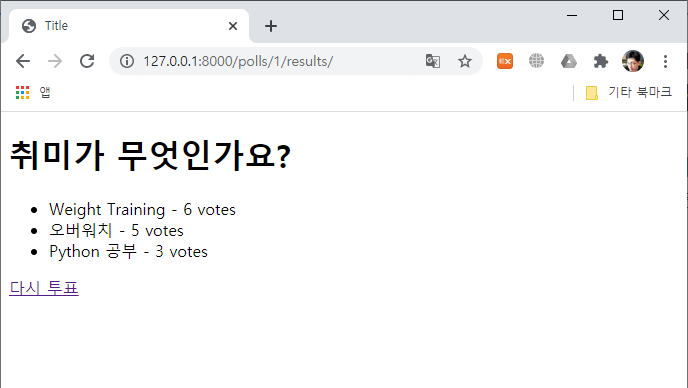 Title
127.0.0.1:8000/polls/1/results/
앱
기타 북마크
취미가 무엇인가요?
Weight Training - 6 votes
오버워치 - 5 votes
Python 공부 - 3 votes
다시 투표